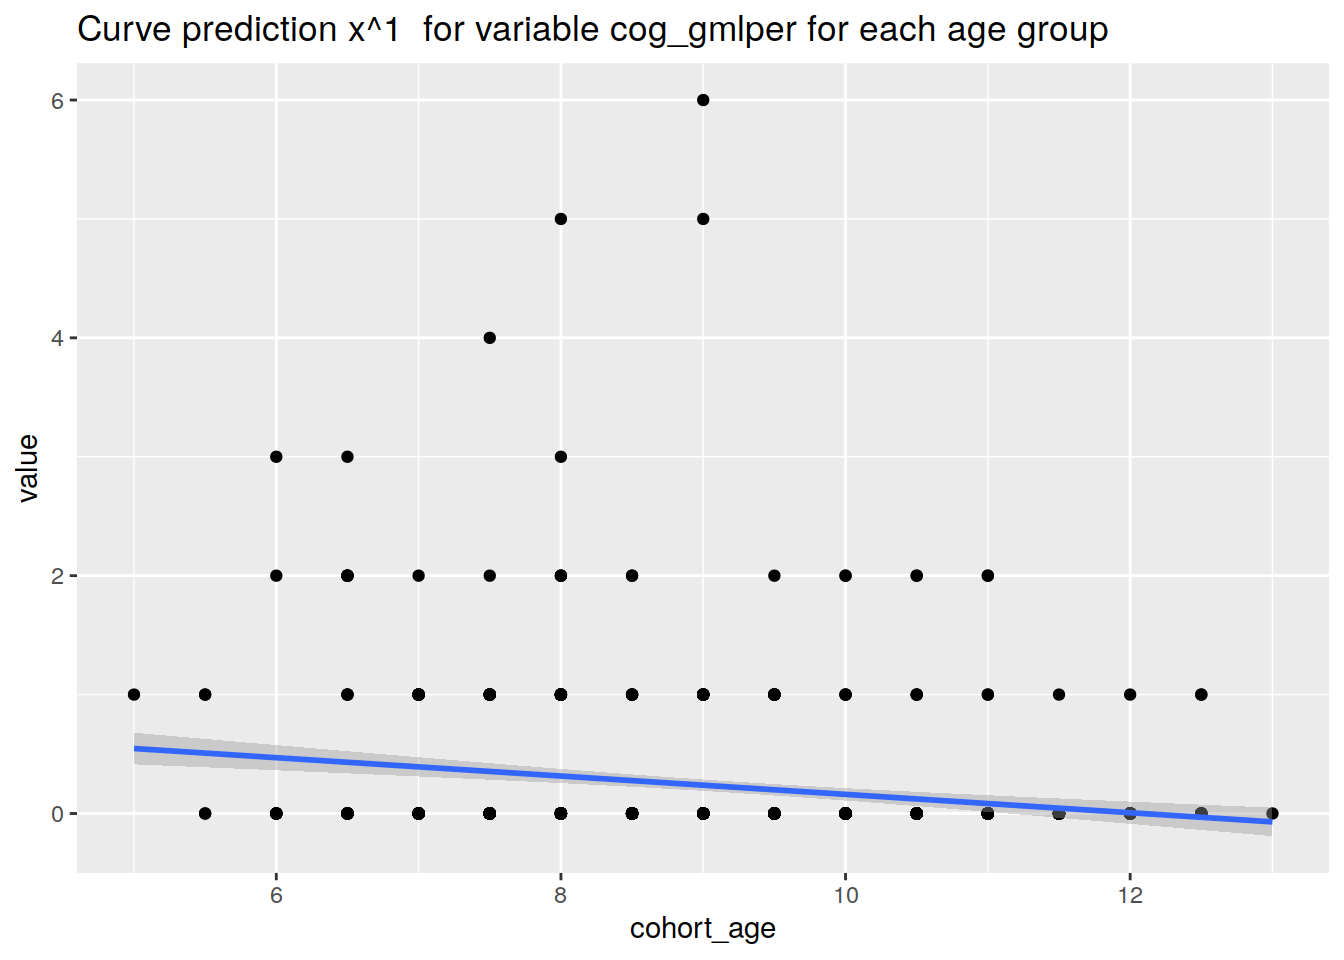 Curve prediction x^1  for variable cog_gmlper for each age group
6
4
2
0
value
6
8
10
12
cohort_age